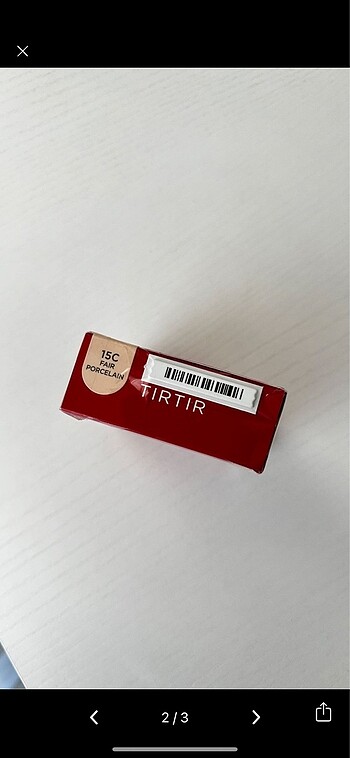 15C
FAIR
PORCELAIN
TIRTIR
2/3